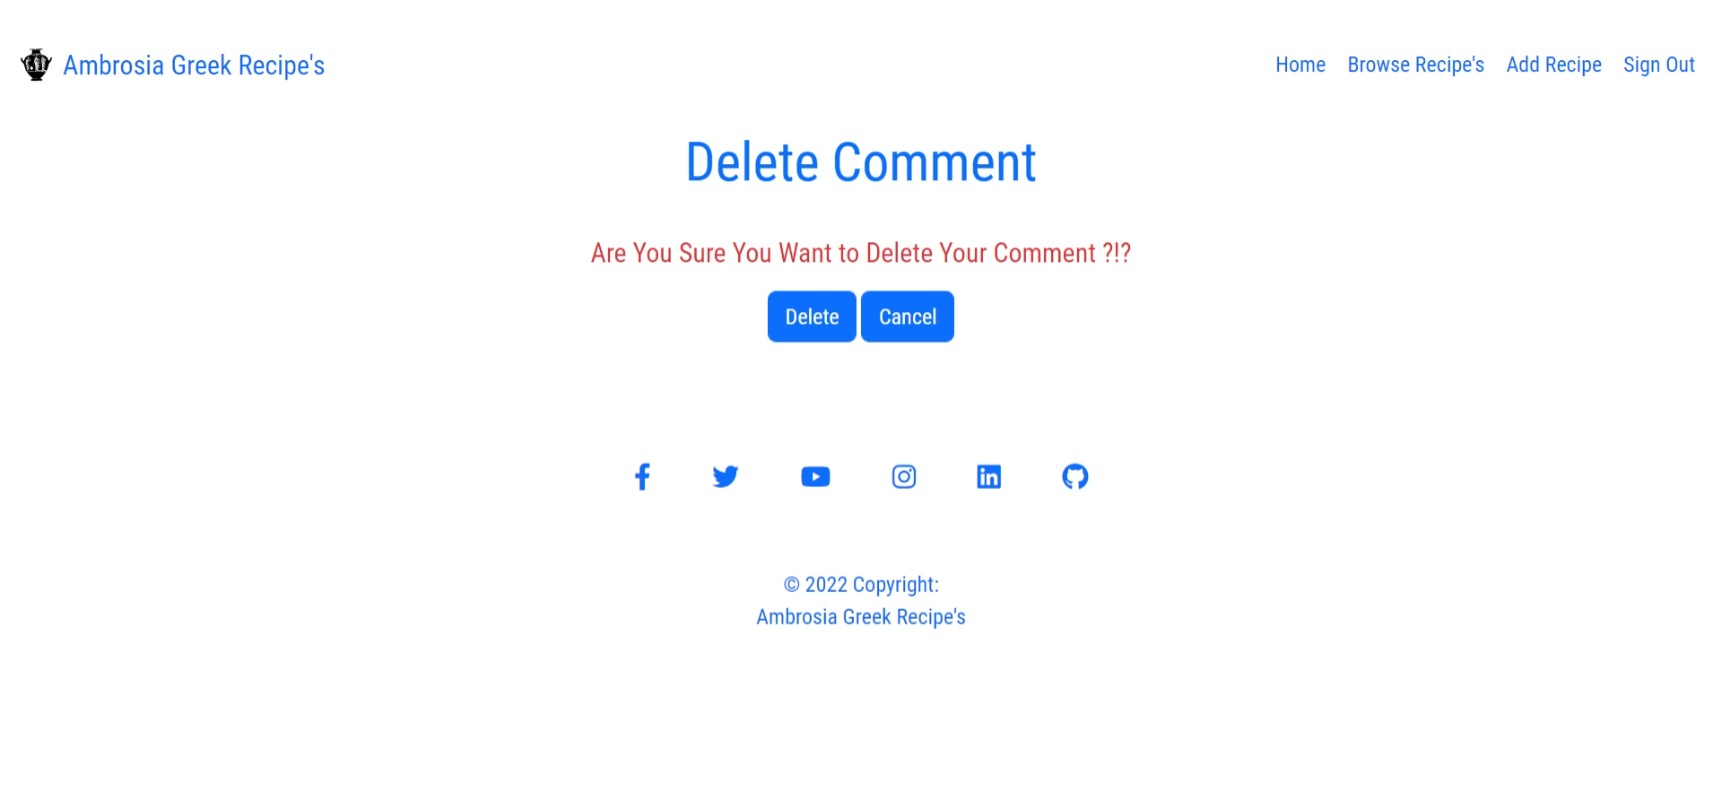 Ambrosia Greek Recipe's
Home Browse Recipe's Add Recipe Sign Out
Delete Comment
Are You Sure You Want to Delete Your Comment ?!?
Delete Cancel
© 2022 Copyright:
Ambrosia Greek Recipe's